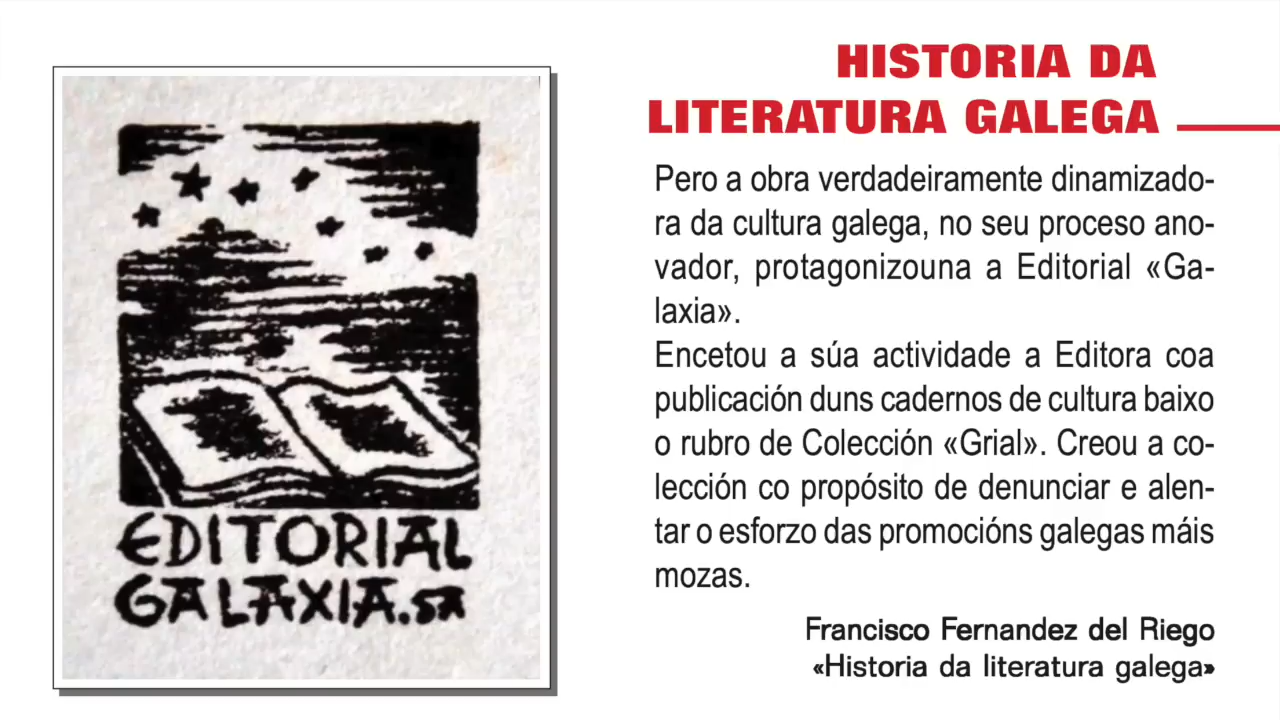 EDITORIAL
GALAXIA.SA
HISTORIA DA
LITERATURA GALEGA
Pero a obra verdadeiramente dinamizado-
ra da cultura galega, no seu proceso ano-
vador, protagonizouna a Editorial «Ga-
laxia».
Encetou a súa actividade a Editora coa
publicación duns cadernos de cultura baixo
o rubro de Colección «Grial». Creou a co-
lección co propósito de denunciar e alen-
tar o esforzo das promocións galegas máis
mozas.
Francisco Fernandez del Riego
«Historia da literatura galega»